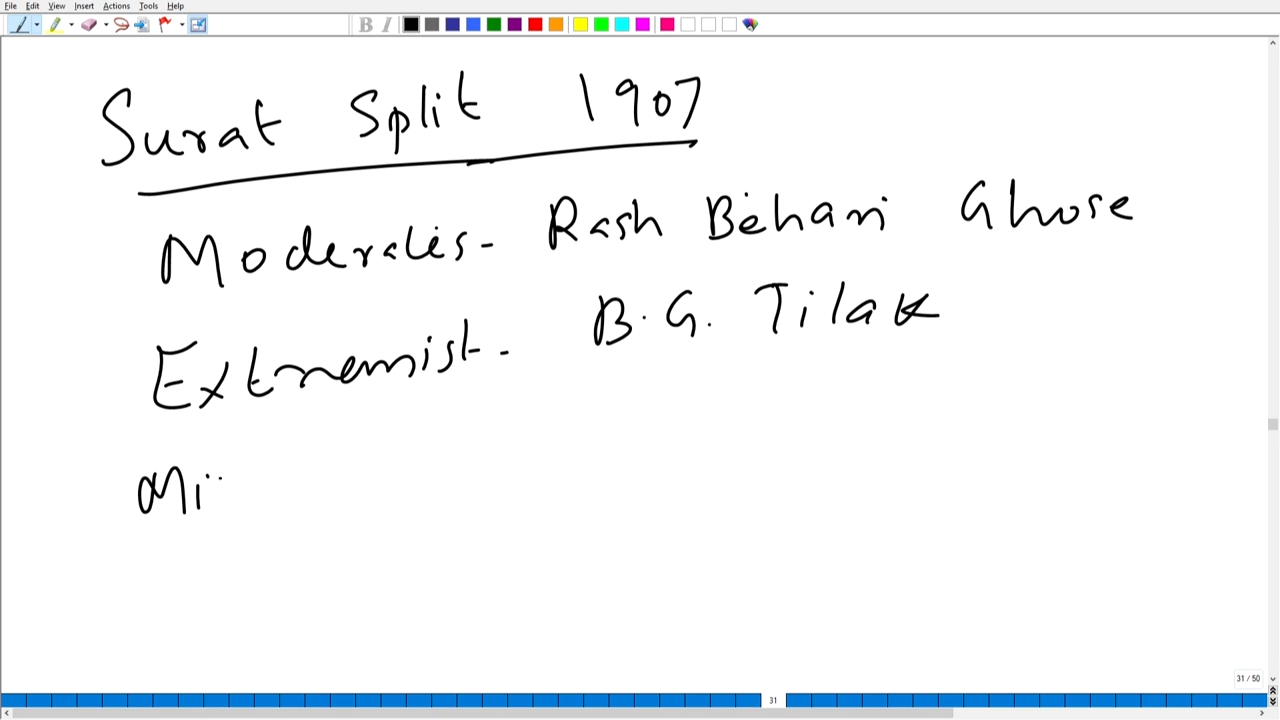 File Edit View Insert Actions Tools Help
B I
Surat Split 1907
Moderates - Rash Behari Ghose
Extremist - B. G. Tilak
Mi
31 / 50
31